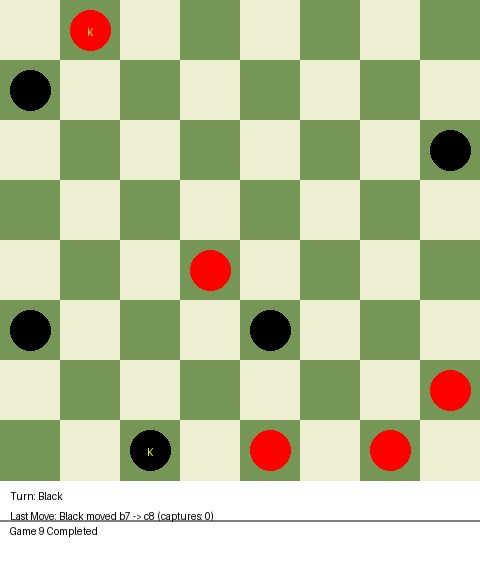 K
K
Turn: Black
Last Move: Black moved b7 -> c8 (captures: 0)
Game 9 Completed